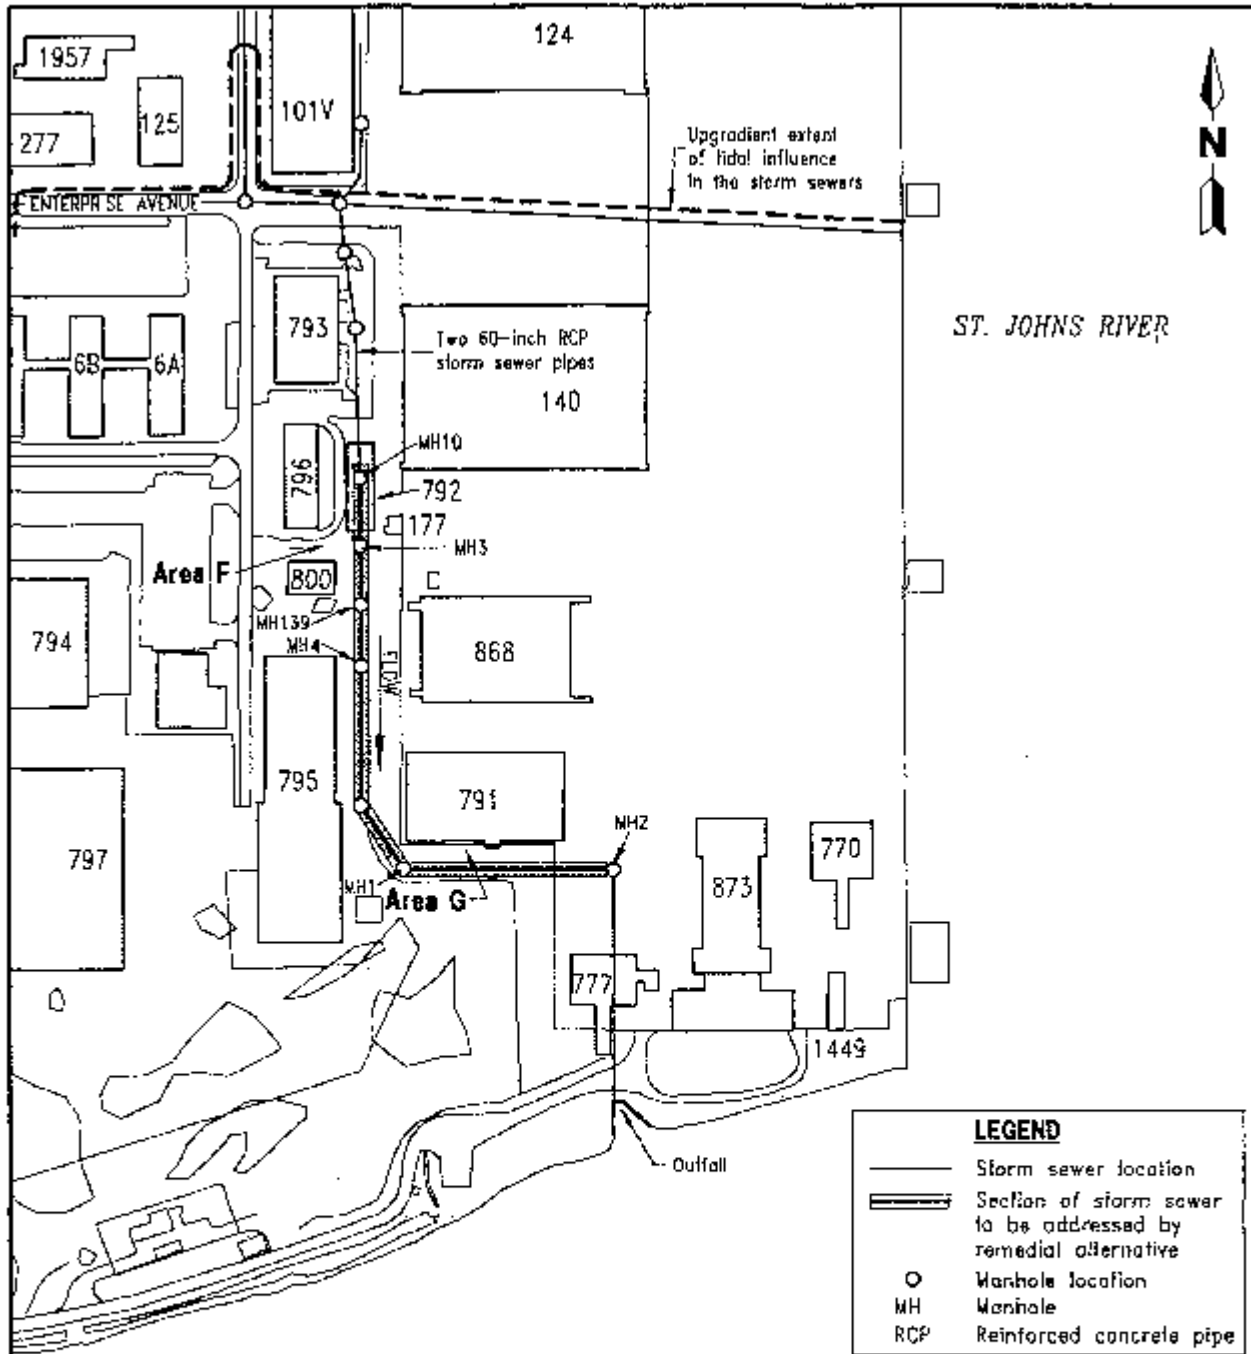 124
1957
125
101V
277
Upgradient extent
of tidal influence
in the storm sewers
N
ENTERPRISE AVENUE
ST. JOHNS RIVER
793
Two 60-inch RCP
storm sewer pipes
6B
6A
140
MH10
796
792
177
MH3
Area F
800
C
MH139
794
MH4
868
FLOW
795
791
MH2
797
770
873
MH1
Area G
777
1449
Outfall
LEGEND
Storm sewer location
Section of storm sewer
to be addressed by
remedial alternative
Manhole location
MH
Manhole
RCP
Reinforced concrete pipe